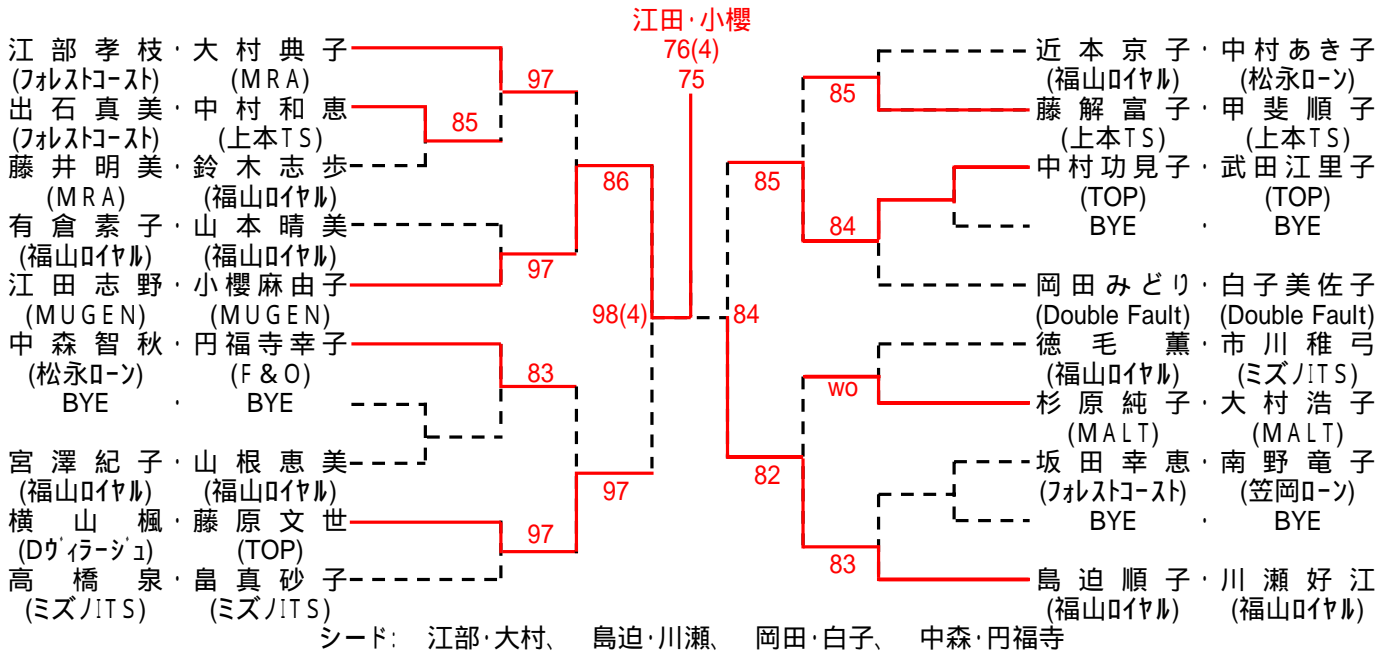 江田・小櫻
76(4)
75
江部孝枝・大村典子
(フォレストコースト) (MRA)
97
出石真美・中村和恵
(フォレストコースト) (上本TS)
85
藤井明美・鈴木志歩
(MRA) (福山ロイヤル)
86
有倉素子・山本晴美
(福山ロイヤル) (福山ロイヤル)
97
江田志野・小櫻麻由子
(MUGEN) (MUGEN)
98(4)
中森智秋・円福寺幸子
(松永ローン) (F&O)
83
BYE ・ BYE
宮澤紀子・山根恵美
(福山ロイヤル) (福山ロイヤル)
97
横山楓・藤原文世
(Dヴィラージュ) (TOP)
97
高橋泉・畠真砂子
(ミズノITS) (ミズノITS)
近本京子・中村あき子
(福山ロイヤル) (松永ローン)
85
藤解富子・甲斐順子
(上本TS) (上本TS)
85
中村功見子・武田江里子
(TOP) (TOP)
84
BYE ・ BYE
岡田みどり・白子美佐子
(Double Fault) (Double Fault)
84
徳毛薫・市川稚弓
(福山ロイヤル) (ミズノITS)
wo
杉原純子・大村浩子
(MALT) (MALT)
82
坂田幸恵・南野竜子
(フォレストコースト) (笠岡ローン)
BYE ・ BYE
83
島迫順子・川瀬好江
(福山ロイヤル) (福山ロイヤル)
シード: 江部・大村、 島迫・川瀬、 岡田・白子、 中森・円福寺